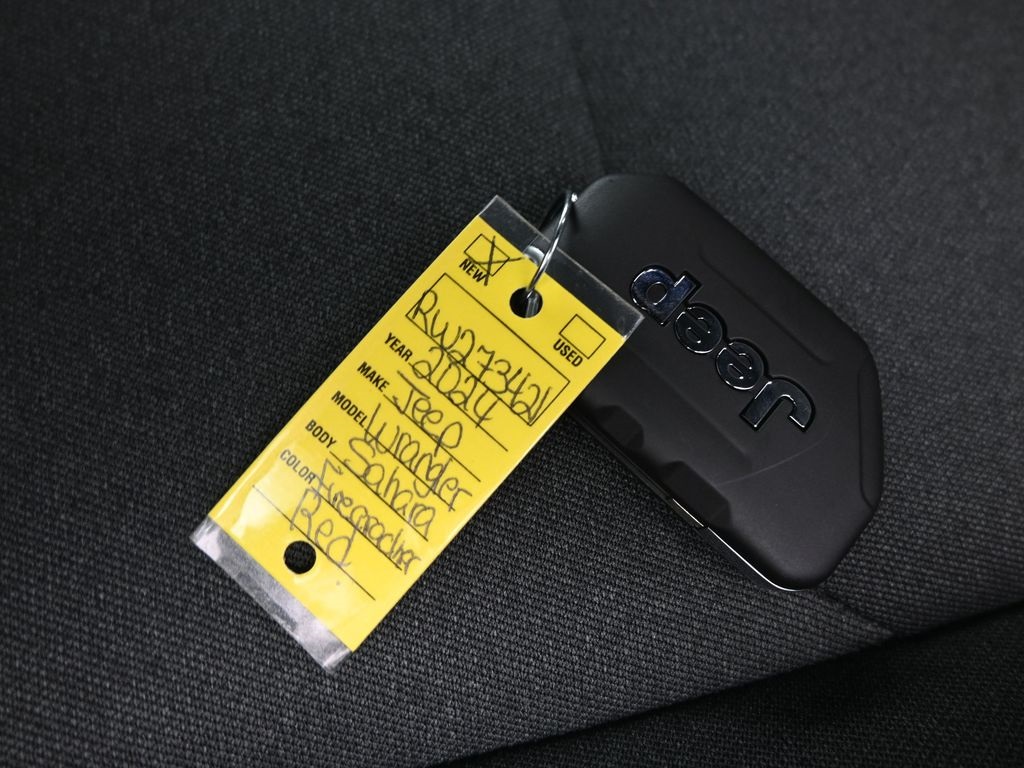 NEW
USED
RW273421
YEAR 2024
MAKE Jeep
MODEL Wrangler
BODY Sahara
COLOR Firecracker
Red
Jeep